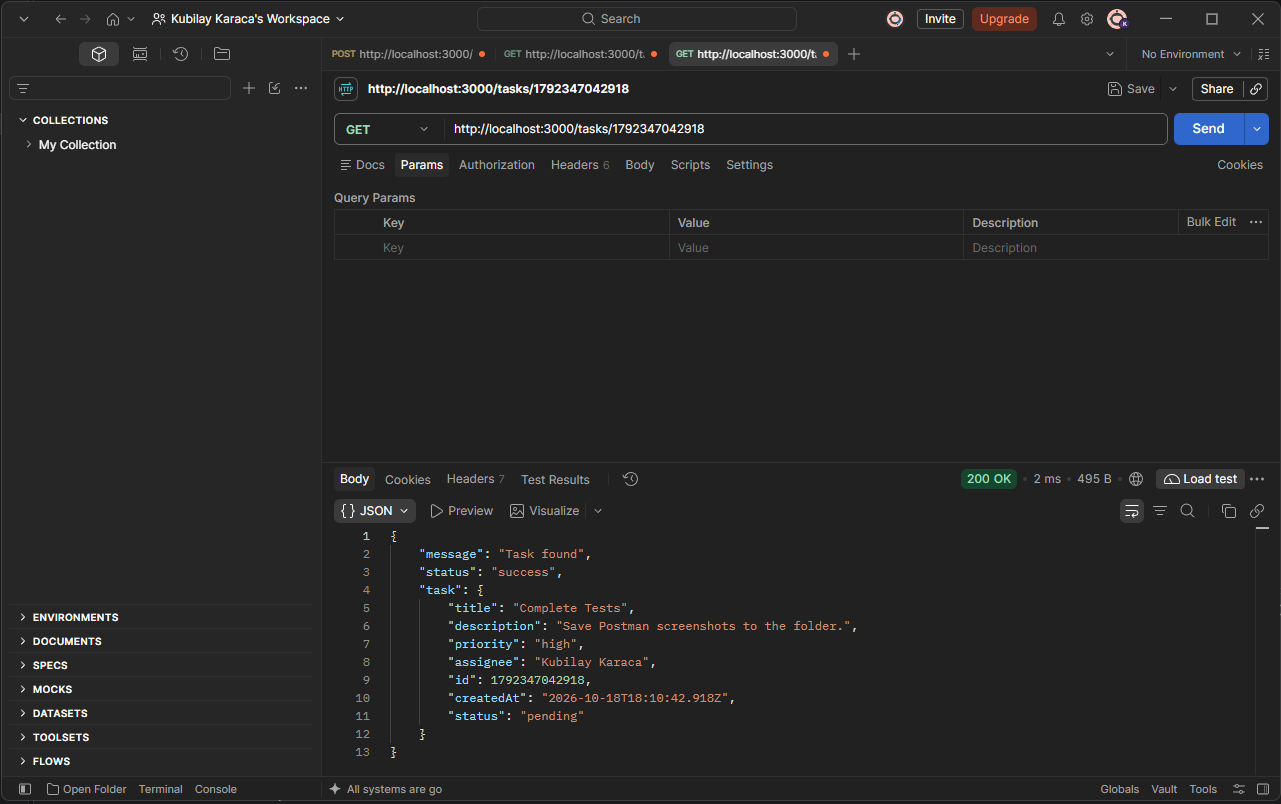 Kubilay Karaca's Workspace
Search
Invite
Upgrade
POST http://localhost:3000/
GET http://localhost:3000/t.
GET http://localhost:3000/t.
No Environment
HTTP
http://localhost:3000/tasks/1792347042918
Save
Share
COLLECTIONS
My Collection
GET
http://localhost:3000/tasks/1792347042918
Send
Docs Params Authorization Headers 6 Body Scripts Settings
Cookies
Query Params
Key Value Description Bulk Edit
Key Value Description
Body Cookies Headers 7 Test Results
200 OK • 2 ms • 495 B
Load test
{} JSON Preview Visualize
1 {
2 "message": "Task found",
3 "status": "success",
4 "task": {
5 "title": "Complete Tests",
6 "description": "Save Postman screenshots to the folder.",
7 "priority": "high",
8 "assignee": "Kubilay Karaca",
9 "id": 1792347042918,
10 "createdAt": "2026-10-18T18:10:42.918Z",
11 "status": "pending"
12 }
13 }
ENVIRONMENTS
DOCUMENTS
SPECS
MOCKS
DATASETS
TOOLSETS
FLOWS
Open Folder Terminal Console
All systems are go
Globals Vault Tools